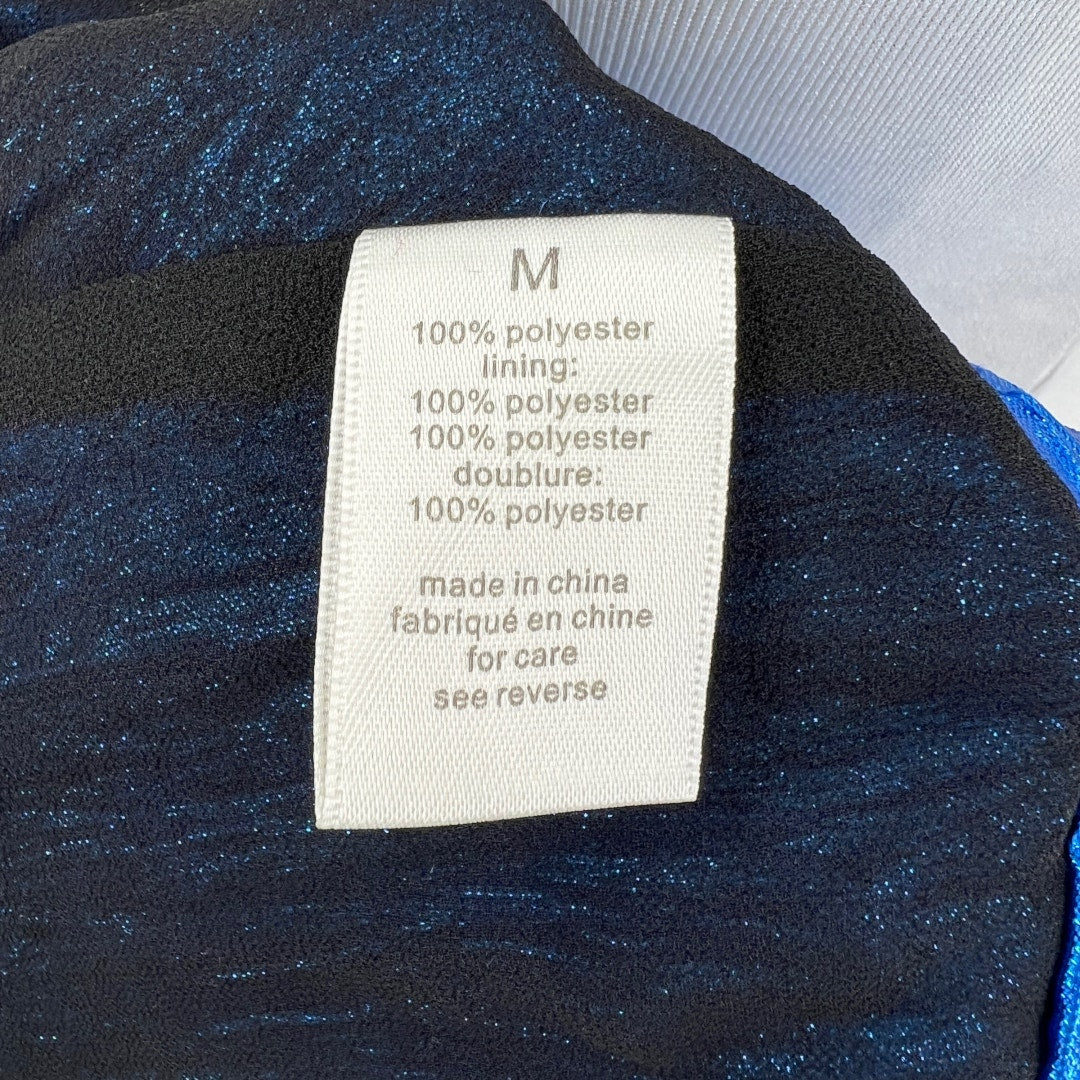 M
100% polyester
lining:
100% polyester
100% polyester
doublure:
100% polyester
made in china
fabriqué en chine
for care
see reverse